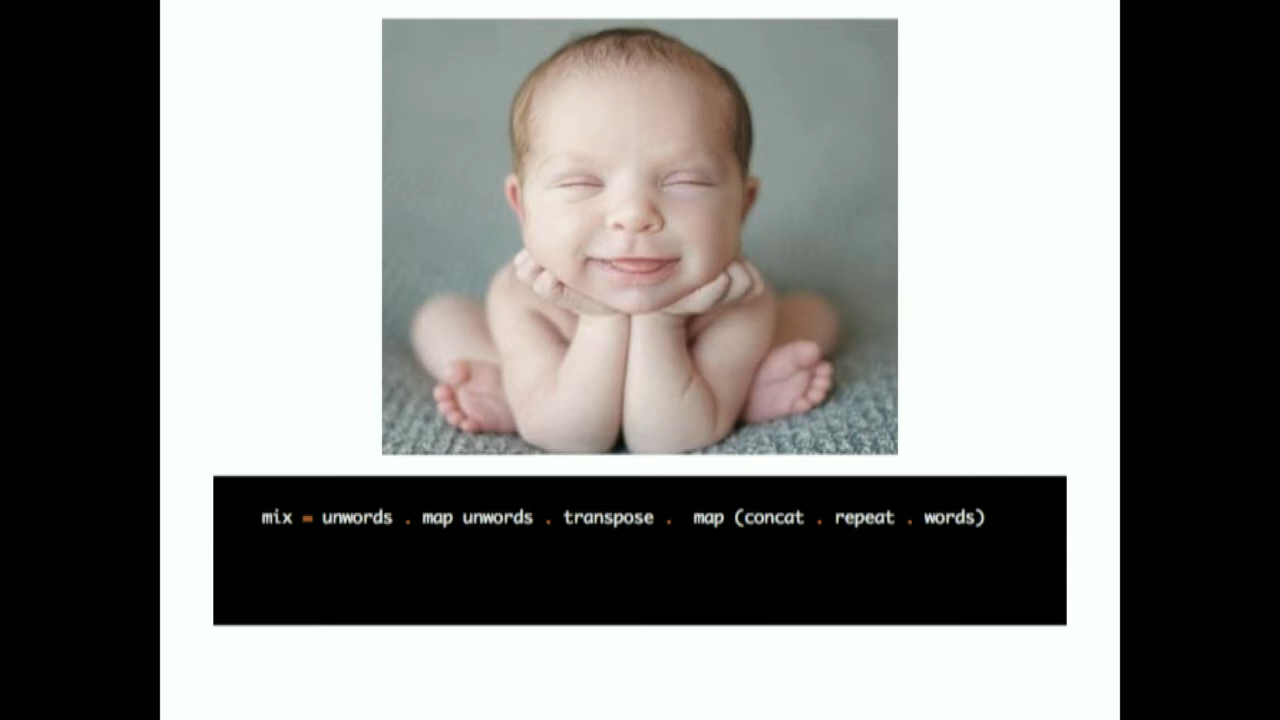 mix = unwords . map unwords . transpose .  map (concat . repeat . words)